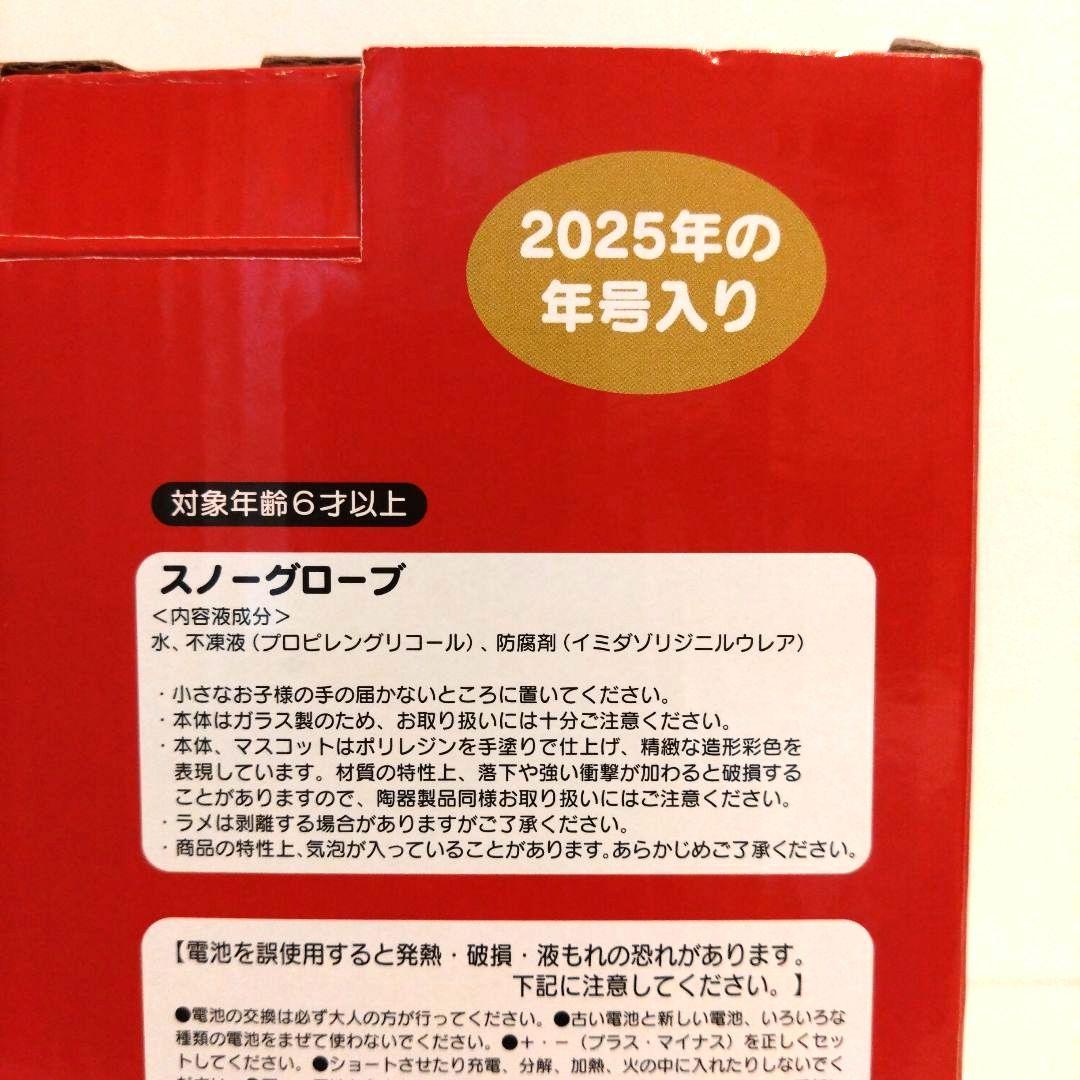 2025年の
年号入り
対象年齢6才以上
スノーグローブ
＜内容液成分＞
水、不凍液（プロピレングリコール）、防腐剤（イミダゾリジニルウレア）
・小さなお子様の手の届かないところに置いてください。
・本体はガラス製のため、お取り扱いには十分ご注意ください。
・本体、マスコットはポリレジンを手塗りで仕上げ、精緻な造形彩色を
表現しています。材質の特性上、落下や強い衝撃が加わると破損する
ことがありますので、陶器製品同様お取り扱いにはご注意ください。
・ラメは剥離する場合がありますがご了承ください。
・商品の特性上、気泡が入っていることがあります。あらかじめご了承ください。
【電池を誤使用すると発熱・破損・液もれの恐れがあります。
下記に注意してください。】
●電池の交換は必ず大人の方が行ってください。●古い電池と新しい電池、いろいろな
種類の電池をまぜて使わないでください。●＋・－（プラス・マイナス）を正しくセッ
トしてください。●ショートさせたり充電、分解、加熱、火の中に入れたりしないでく